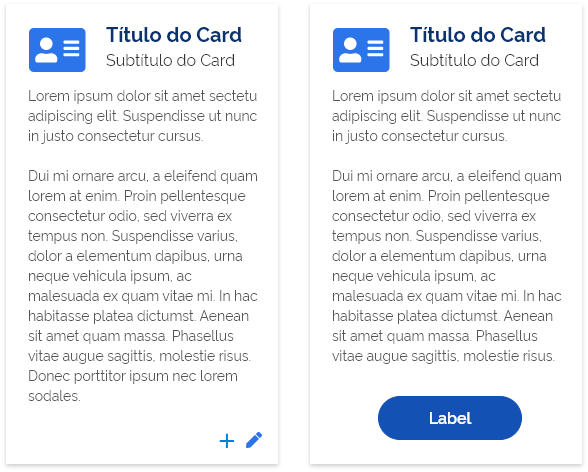 Título do Card
Subtítulo do Card
Lorem ipsum dolor sit amet sectetu
adipiscing elit. Suspendisse ut nunc
in justo consectetur cursus.
Dui mi ornare arcu, a eleifend quam
lorem at enim. Proin pellentesque
consectetur odio, sed viverra ex
tempus non. Suspendisse varius,
dolor a elementum dapibus, urna
neque vehicula ipsum, ac
malesuada ex quam vitae mi. In hac
habitasse platea dictumst. Aenean
sit amet quam massa. Phasellus
vitae augue sagittis, molestie risus.
Donec porttitor ipsum nec lorem
sodales.
Título do Card
Subtítulo do Card
Lorem ipsum dolor sit amet sectetu
adipiscing elit. Suspendisse ut nunc
in justo consectetur cursus.
Dui mi ornare arcu, a eleifend quam
lorem at enim. Proin pellentesque
consectetur odio, sed viverra ex
tempus non. Suspendisse varius,
dolor a elementum dapibus, urna
neque vehicula ipsum, ac
malesuada ex quam vitae mi. In hac
habitasse platea dictumst. Aenean
sit amet quam massa. Phasellus
vitae augue sagittis, molestie risus.
Label